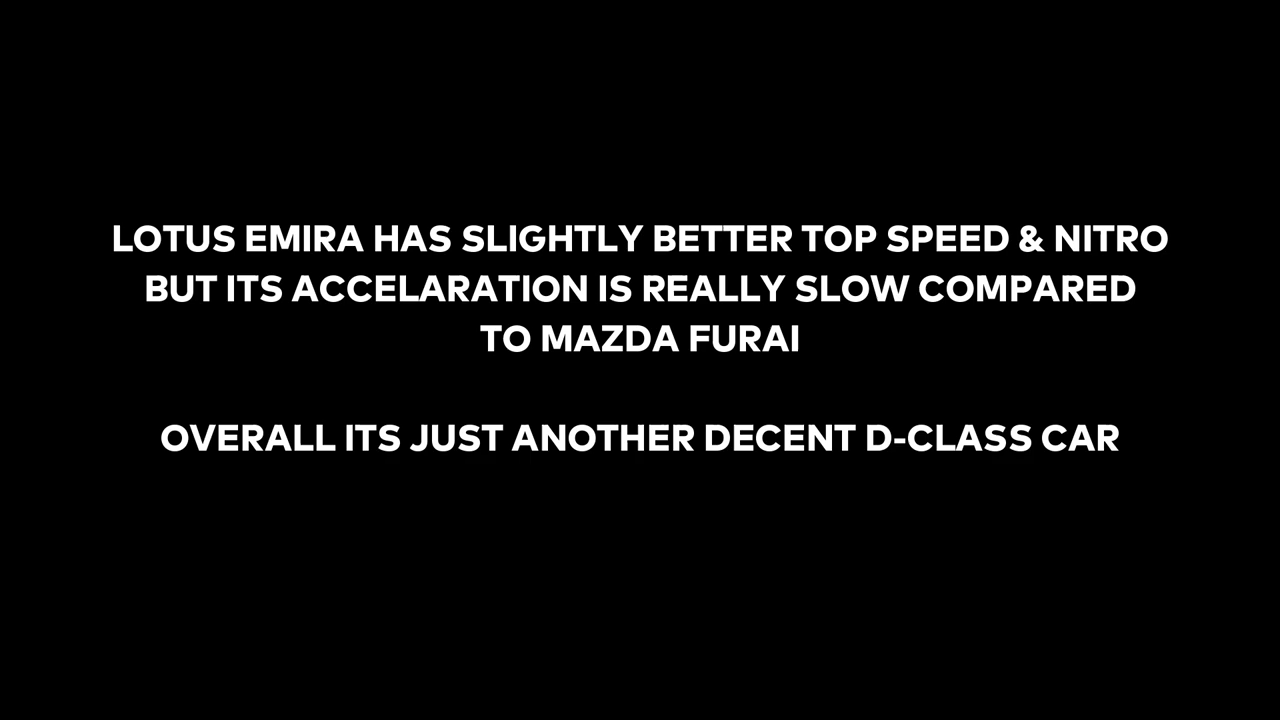 LOTUS EMIRA HAS SLIGHTLY BETTER TOP SPEED & NITRO
BUT ITS ACCELARATION IS REALLY SLOW COMPARED
TO MAZDA FURAI
OVERALL ITS JUST ANOTHER DECENT D-CLASS CAR